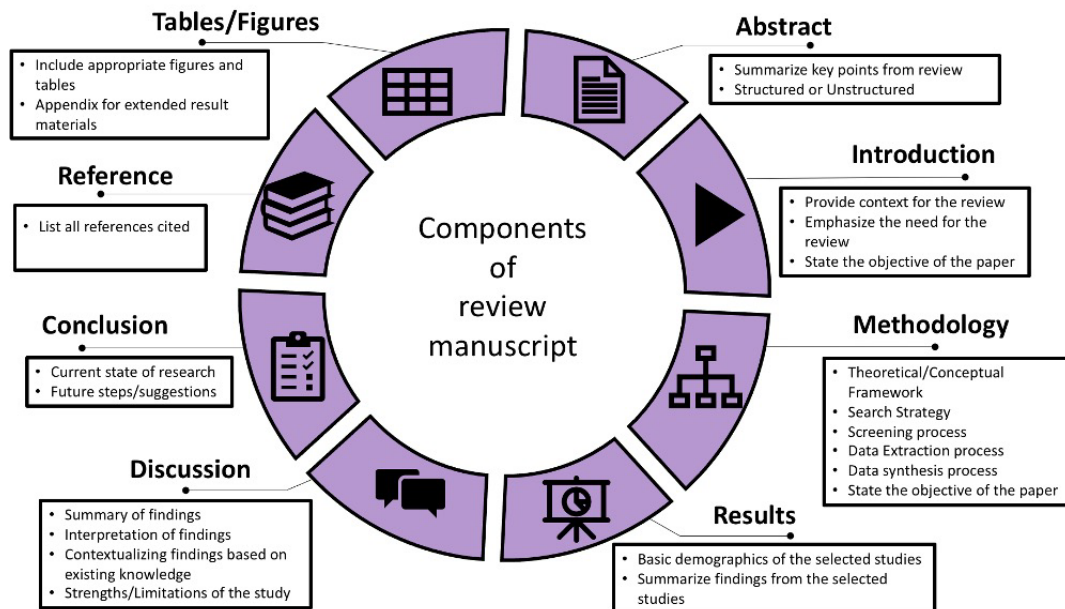 Tables/Figures
• Include appropriate figures and
tables
• Appendix for extended result
materials
Abstract
• Summarize key points from review
• Structured or Unstructured
Reference
• List all references cited
Introduction
• Provide context for the review
• Emphasize the need for the
review
• State the objective of the paper
Components
of
review
manuscript
Conclusion
• Current state of research
• Future steps/suggestions
Methodology
• Theoretical/Conceptual
Framework
• Search Strategy
• Screening process
• Data Extraction process
• Data synthesis process
• State the objective of the paper
Discussion
• Summary of findings
• Interpretation of findings
• Contextualizing findings based on
existing knowledge
• Strengths/Limitations of the study
Results
• Basic demographics of the selected studies
• Summarize findings from the selected
studies